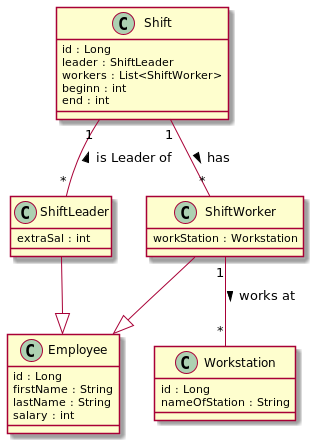 C Shift
id : Long
leader : ShiftLeader
workers : List<ShiftWorker>
beginn : int
end : int
1 1
is Leader of has
* *
C ShiftLeader
extraSal : int
C ShiftWorker
workStation : Workstation
1
works at
*
C Employee
id : Long
firstName : String
lastName : String
salary : int
C Workstation
id : Long
nameOfStation : String